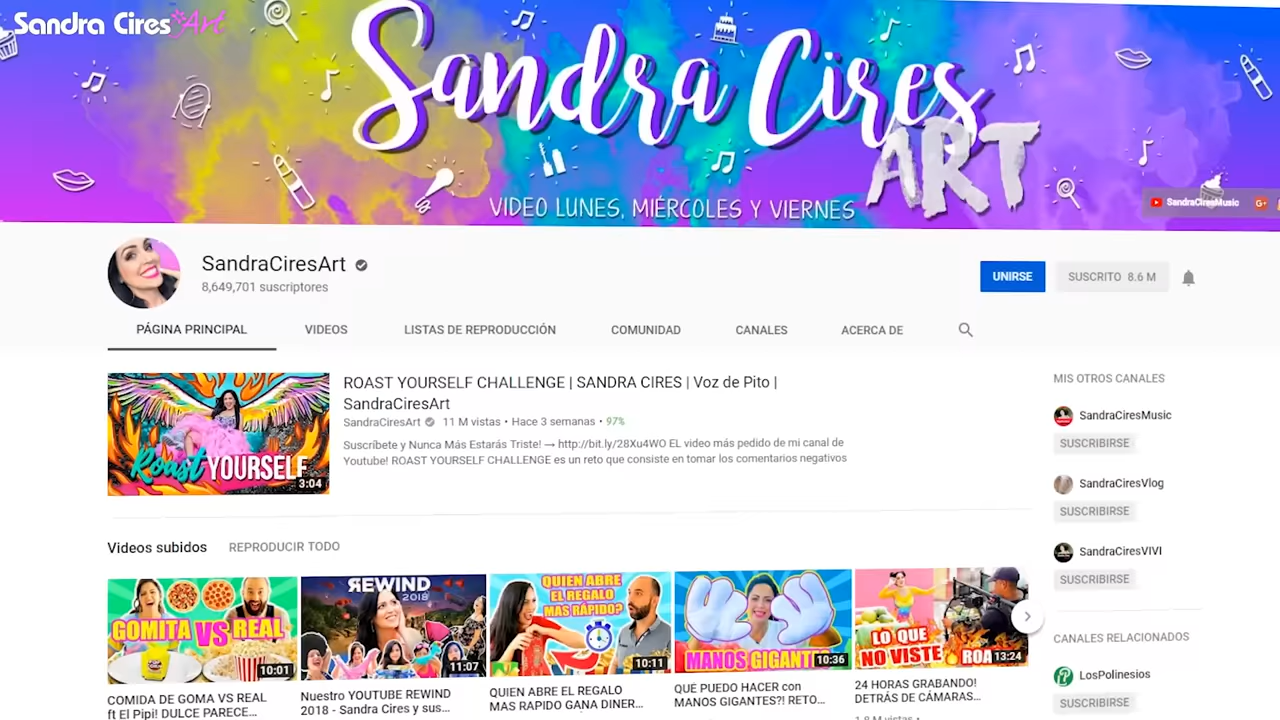 Sandra Cires Art
Sandra Cires
ART
VIDEO LUNES, MIÉRCOLES Y VIERNES
SandraCiresMusic
G+
SandraCiresArt
8,649,701 suscriptores
UNIRSE
SUSCRITO 8.6 M
PÁGINA PRINCIPAL
VIDEOS
LISTAS DE REPRODUCCIÓN
COMUNIDAD
CANALES
ACERCA DE
Roast YOURSELF
3:04
ROAST YOURSELF CHALLENGE | SANDRA CIRES | Voz de Pito |
SandraCiresArt
SandraCiresArt 11 M vistas • Hace 3 semanas • 97%
Suscríbete y Nunca Más Estarás Triste! → http://bit.ly/28Xu4WO EL video más pedido de mi canal de
Youtube! ROAST YOURSELF CHALLENGE es un reto que consiste en tomar los comentarios negativos
MIS OTROS CANALES
SandraCiresMusic
SUSCRIBIRSE
SandraCiresVlog
SUSCRIBIRSE
SandraCiresVIVI
SUSCRIBIRSE
CANALES RELACIONADOS
LosPolinesios
SUSCRIBIRSE
Videos subidos
REPRODUCIR TODO
GOMITA VS REAL
10:01
COMIDA DE GOMA VS REAL
ft El Pipi! DULCE PARECE...
REWIND
2018
11:07
Nuestro YOUTUBE REWIND
2018 - Sandra Cires y sus...
QUIEN ABRE
EL REGALO
MAS RÁPIDO?
10:11
QUIEN ABRE EL REGALO
MAS RAPIDO GANA DINER...
MANOS GIGANT
10:36
QUE PUEDO HACER con
MANOS GIGANTES?! RETO...
LO QUE
NO VISTE
ROA
13:24
24 HORAS GRABANDO!
DETRÁS DE CÁMARAS...
1.8 M vistas •